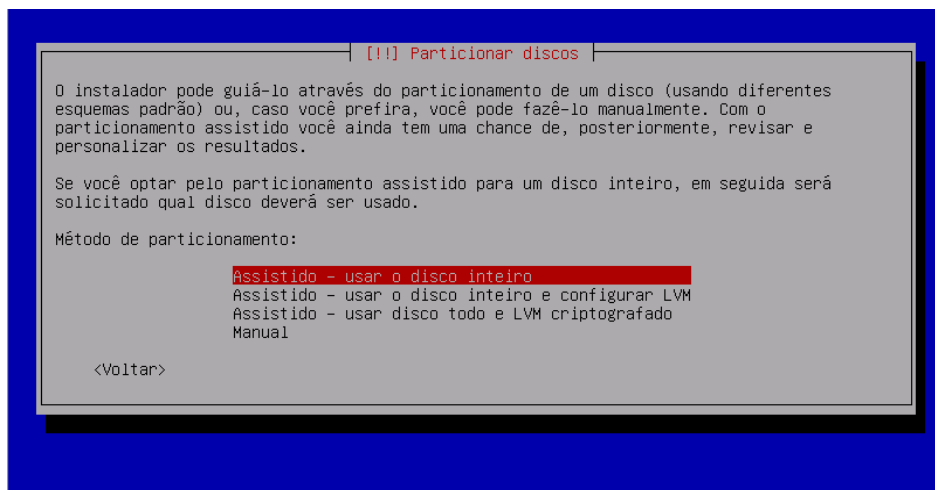 [!!] Particionar discos
O instalador pode guiá-lo através do particionamento de um disco (usando diferentes
esquemas padrão) ou, caso você prefira, você pode fazê-lo manualmente. Com o
particionamento assistido você ainda tem uma chance de, posteriormente, revisar e
personalizar os resultados.
Se você optar pelo particionamento assistido para um disco inteiro, em seguida será
solicitado qual disco deverá ser usado.
Método de particionamento:
Assistido – usar o disco inteiro
Assistido – usar o disco inteiro e configurar LVM
Assistido – usar disco todo e LVM criptografado
Manual
<Voltar>